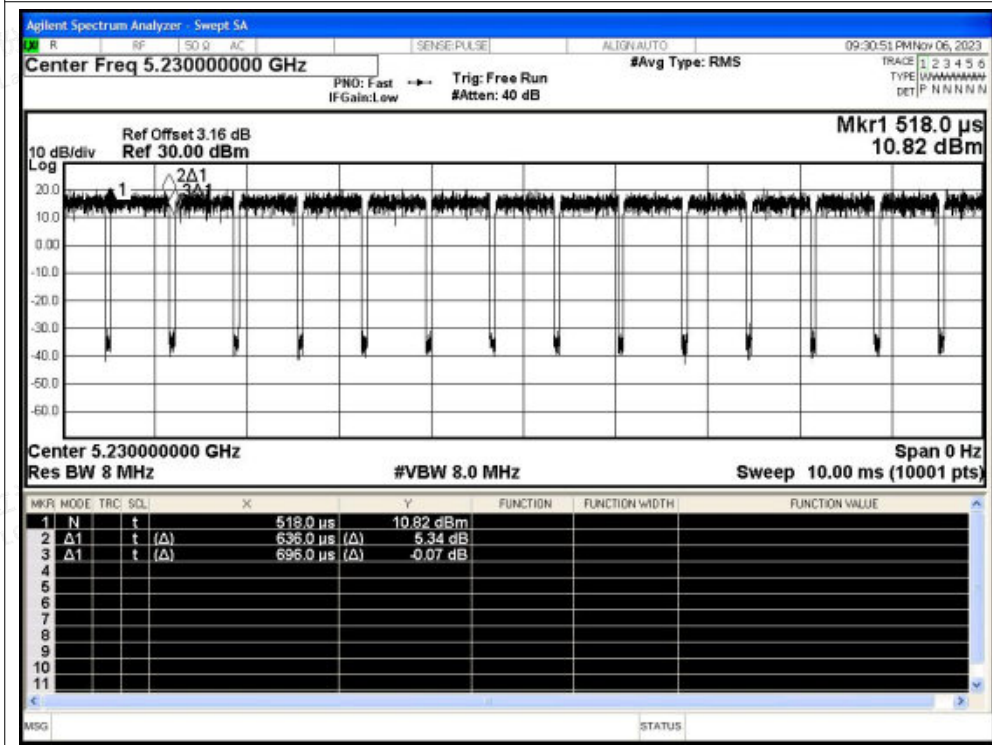 Agilent Spectrum Analyzer - Swept SA
R RF 50 Ω AC SENSE:PULSE ALIGNAUTO 09:30:51 PM Nov 06, 2023
Center Freq 5.230000000 GHz #Avg Type: RMS TRACE 1 2 3 4 5 6
PNO: Fast Trig: Free Run TYPE
IFGain:Low #Atten: 40 dB DET P N N N N N
Mkr1 518.0 µs
10.82 dBm
Ref Offset 3.16 dB
10 dB/div Ref 30.00 dBm
Log
2Δ1
20.0 1 3Δ1
10.0
0.00
-10.0
-20.0
-30.0
-40.0
-50.0
-60.0
Center 5.230000000 GHz Span 0 Hz
Res BW 8 MHz #VBW 8.0 MHz Sweep 10.00 ms (10001 pts)
MKR MODE TRC SCL X Y FUNCTION FUNCTION WIDTH FUNCTION VALUE
1 N t 518.0 µs 10.82 dBm
2 Δ1 t (Δ) 636.0 µs (Δ) 5.34 dB
3 Δ1 t (Δ) 696.0 µs (Δ) -0.07 dB
4
5
6
7
8
9
10
11
MSG STATUS